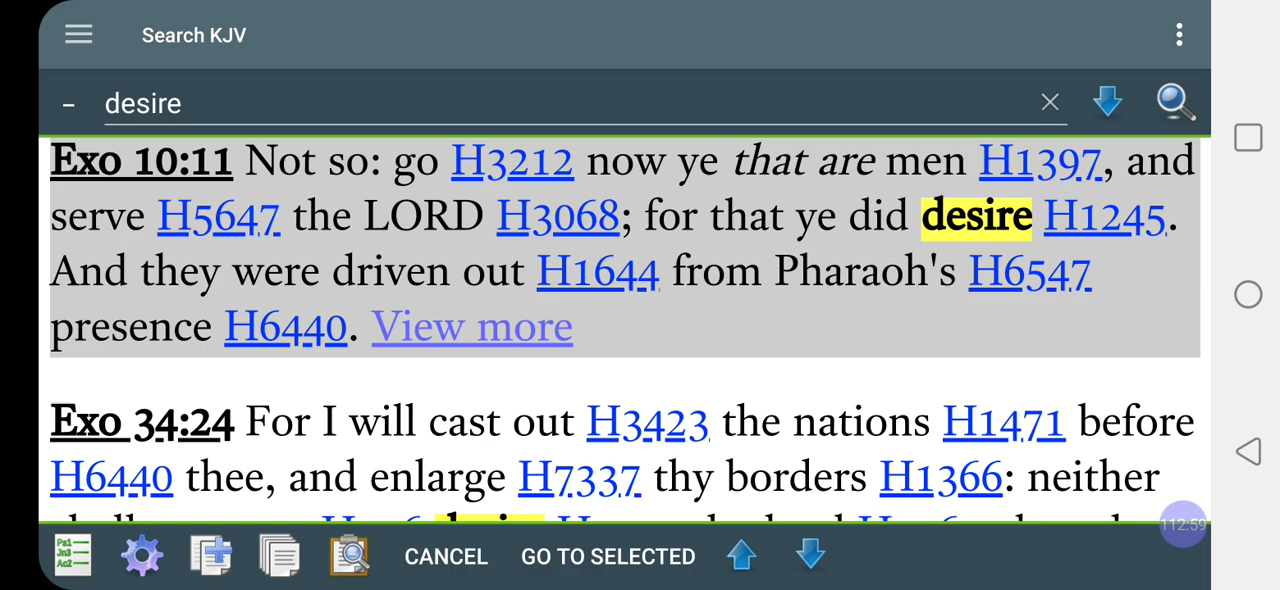 Search KJV
- desire
Exo 10:11 Not so: go H3212 now ye that are men H1397, and
serve H5647 the LORD H3068; for that ye did desire H1245.
And they were driven out H1644 from Pharaoh's H6547
presence H6440. View more
Exo 34:24 For I will cast out H3423 the nations H1471 before
H6440 thee, and enlarge H7337 thy borders H1366: neither
112:59
Ps1
Jn3
Ac2
CANCEL GO TO SELECTED